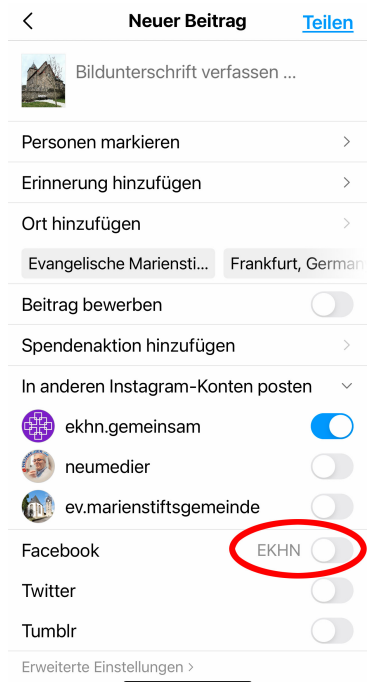 Neuer Beitrag
Teilen
Bildunterschrift verfassen ...
Personen markieren
Erinnerung hinzufügen
Ort hinzufügen
Evangelische Mariensti... Frankfurt, German
Beitrag bewerben
Spendenaktion hinzufügen
In anderen Instagram-Konten posten
ekhn.gemeinsam
neumedier
ev.marienstiftsgemeinde
Facebook EKHN
Twitter
Tumblr
Erweiterte Einstellungen